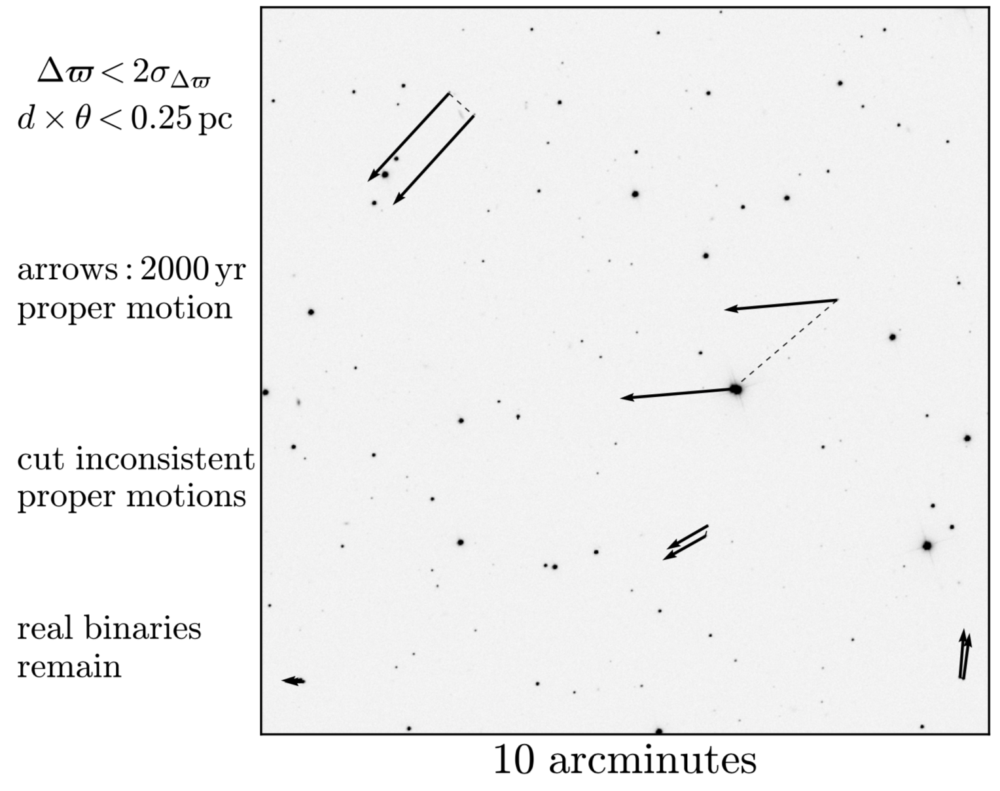 Δϖ < 2σ_Δϖ
d × θ < 0.25 pc
arrows : 2000 yr
proper motion
cut inconsistent
proper motions
real binaries
remain
10 arcminutes